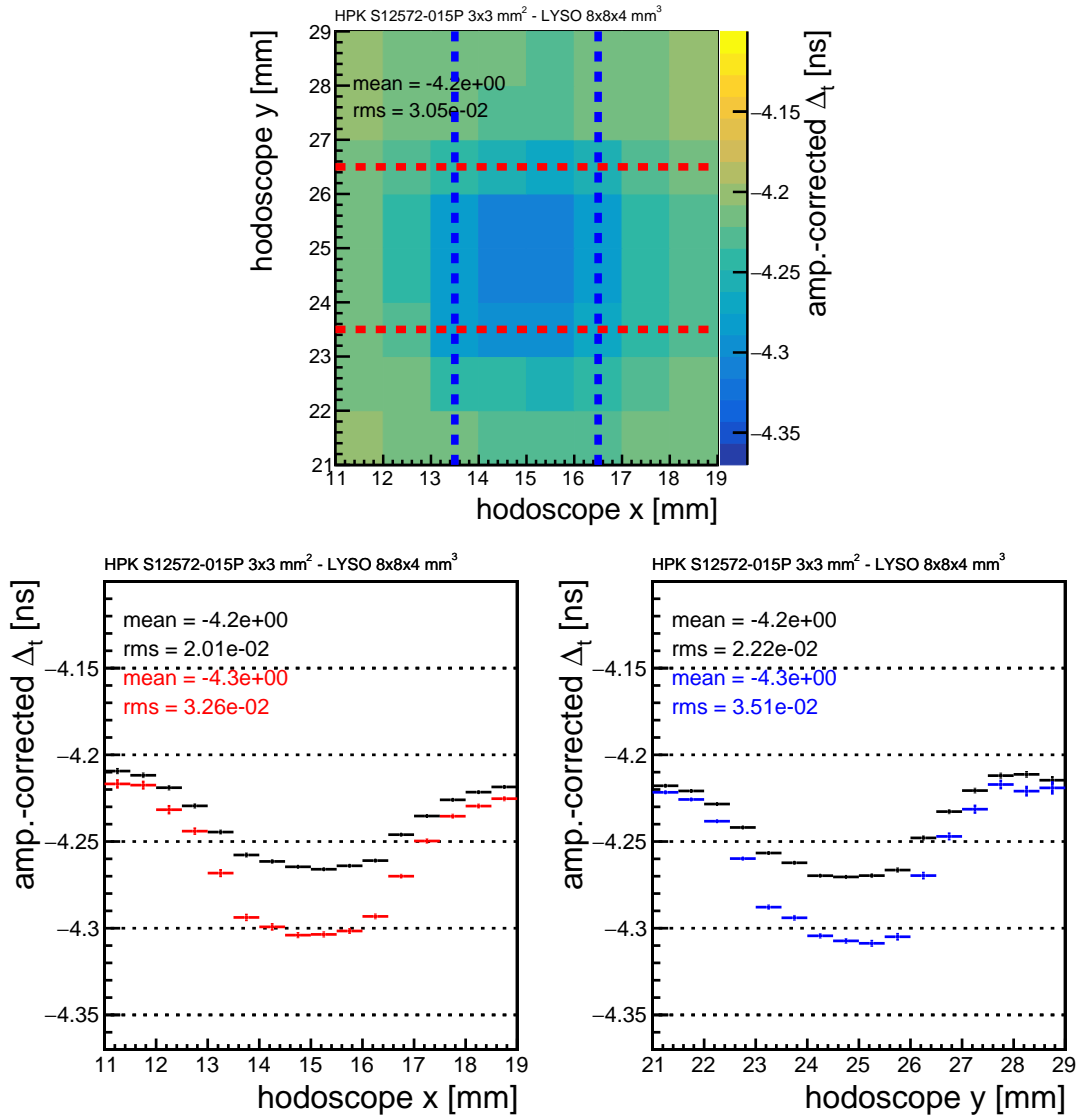 HPK S12572-015P 3x3 mm² - LYSO 8x8x4 mm³
hodoscope y [mm]
29
28
27
26
25
24
23
22
21
mean = -4.2e+00
rms = 3.05e-02
11 12 13 14 15 16 17 18 19
hodoscope x [mm]
−4.15
−4.2
−4.25
−4.3
−4.35
amp.-corrected Δt [ns]
HPK S12572-015P 3x3 mm² - LYSO 8x8x4 mm³
amp.-corrected Δt [ns]
mean = -4.2e+00
rms = 2.01e-02
mean = -4.3e+00
rms = 3.26e-02
−4.15
−4.2
−4.25
−4.3
−4.35
11 12 13 14 15 16 17 18 19
hodoscope x [mm]
HPK S12572-015P 3x3 mm² - LYSO 8x8x4 mm³
amp.-corrected Δt [ns]
mean = -4.2e+00
rms = 2.22e-02
mean = -4.3e+00
rms = 3.51e-02
−4.15
−4.2
−4.25
−4.3
−4.35
21 22 23 24 25 26 27 28 29
hodoscope y [mm]